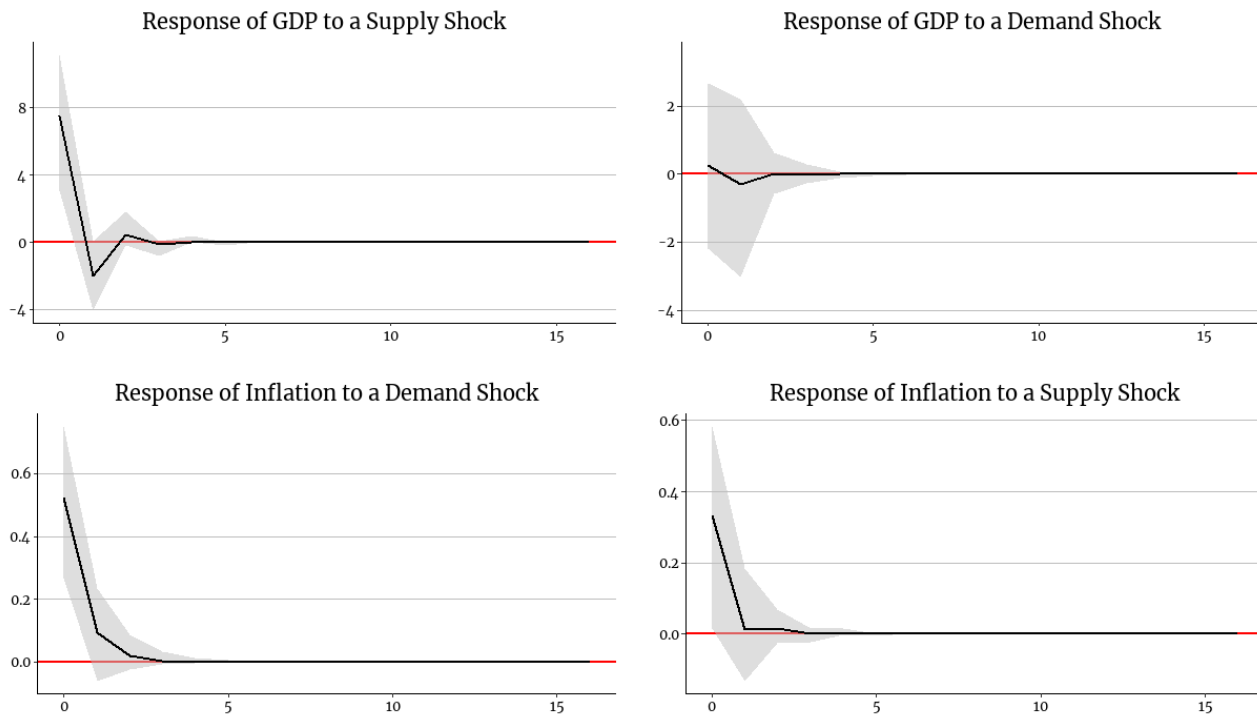 Response of GDP to a Supply Shock
8
4
0
−4
0 5 10 15
Response of GDP to a Demand Shock
2
0
−2
−4
0 5 10 15
Response of Inflation to a Demand Shock
0.6
0.4
0.2
0.0
0 5 10 15
Response of Inflation to a Supply Shock
0.6
0.4
0.2
0.0
0 5 10 15